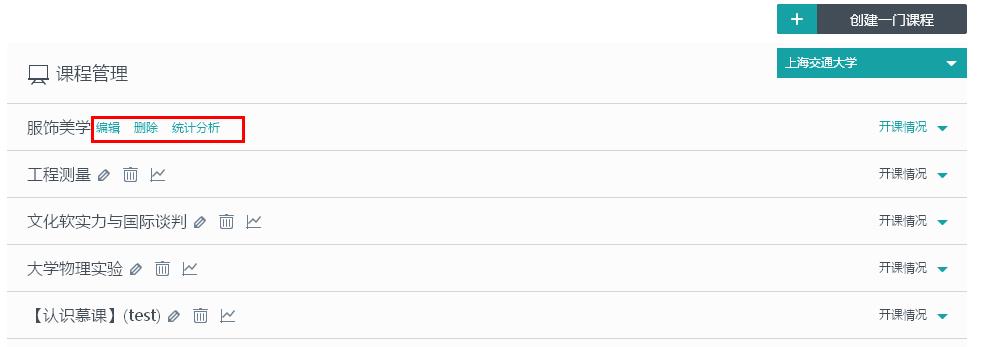 + 创建一门课程
上海交通大学
课程管理
服饰美学 编辑 删除 统计分析 开课情况
工程测量 开课情况
文化软实力与国际谈判 开课情况
大学物理实验 开课情况
【认识慕课】(test) 开课情况